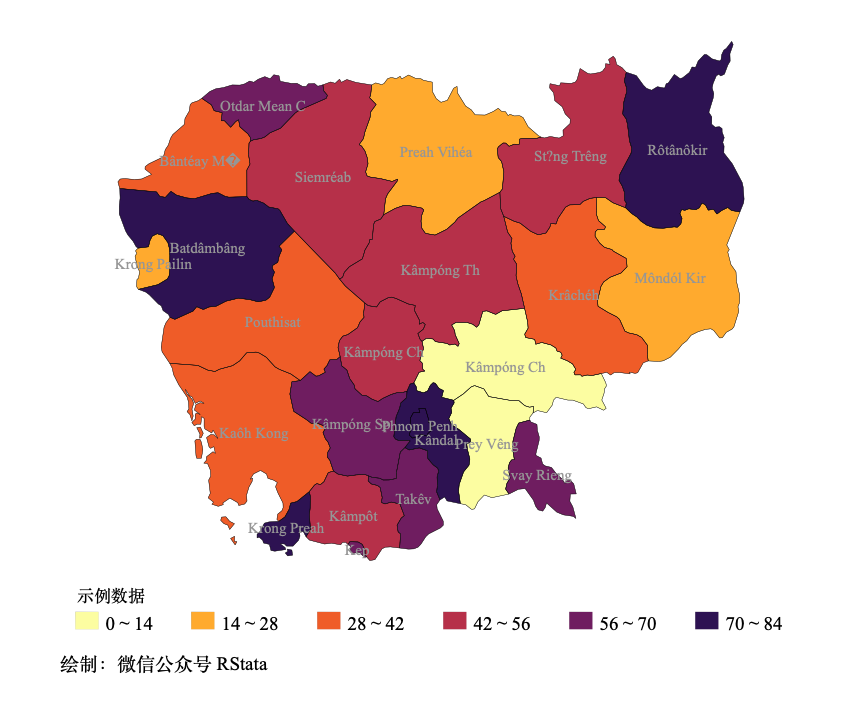 Otdar Mean C
Bântéay M�
Siemréab
Preah Vihéa
St?ng Trêng
Rôtânôkir
Batdâmbâng
Krong Pailin
Kâmpóng Th
Krâchéh
Môndól Kir
Pouthisat
Kâmpóng Ch
Kâmpóng Ch
Kaôh Kong
Kâmpóng Sp
Phnom Penh
Kândal
Prey Vêng
Svay Rieng
Takêv
Krong Preah
Kâmpôt
Kep
示例数据
0 ~ 14 14 ~ 28 28 ~ 42 42 ~ 56 56 ~ 70 70 ~ 84
绘制：微信公众号 RStata